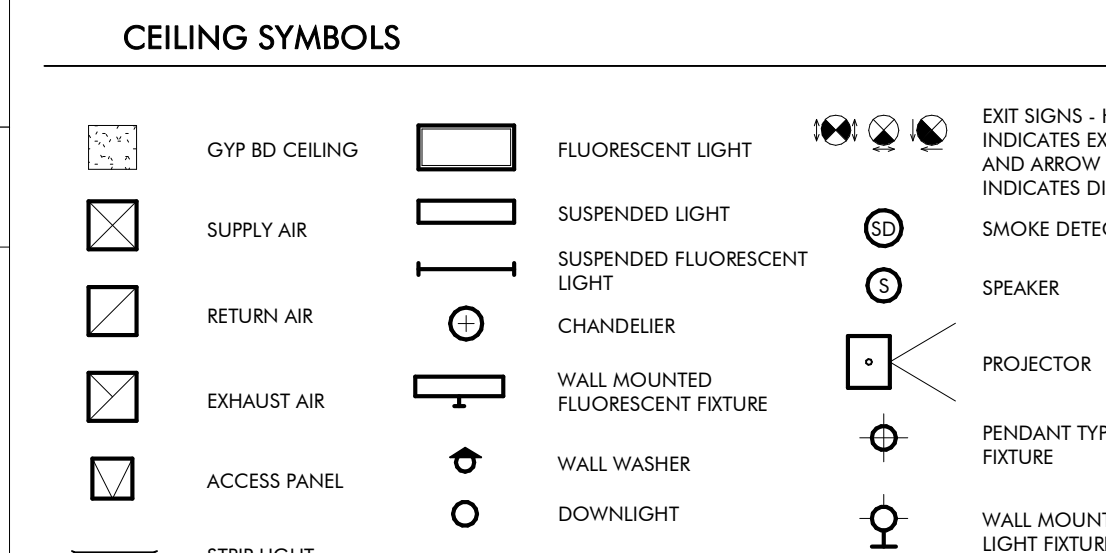 CEILING SYMBOLS
GYP BD CEILING
SUPPLY AIR
RETURN AIR
EXHAUST AIR
ACCESS PANEL
STRIP LIGHT
FLUORESCENT LIGHT
SUSPENDED LIGHT
SUSPENDED FLUORESCENT
LIGHT
CHANDELIER
WALL MOUNTED
FLUORESCENT FIXTURE
WALL WASHER
DOWNLIGHT
EXIT SIGNS - H
INDICATES EX
AND ARROW
INDICATES DI
SD
SMOKE DETEC
S
SPEAKER
PROJECTOR
PENDANT TYP
FIXTURE
WALL MOUNT
LIGHT FIXTURE